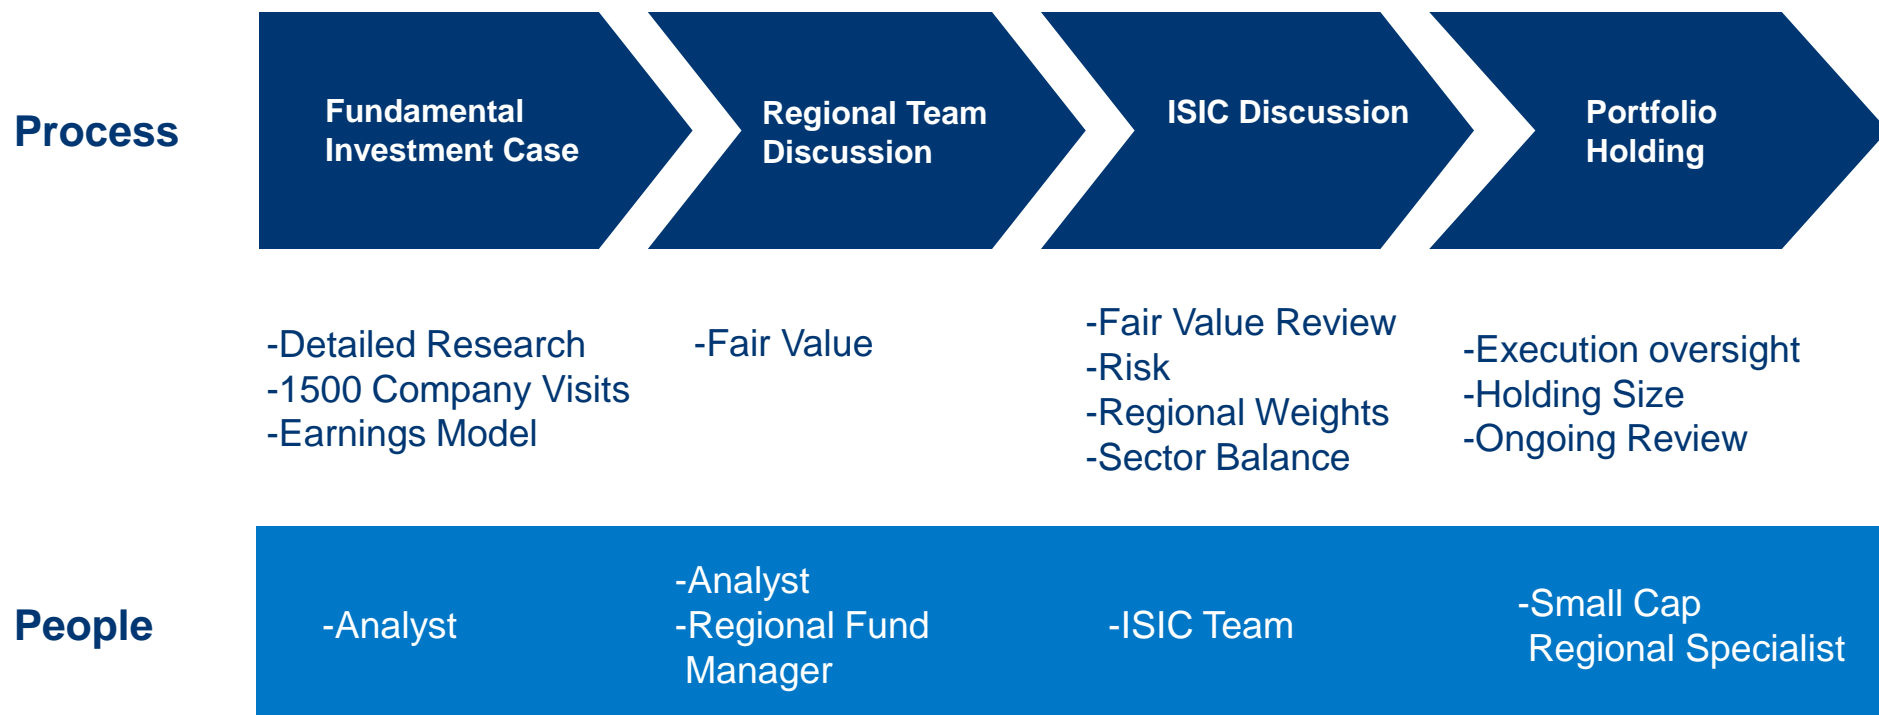 Process
Fundamental
Investment Case
Regional Team
Discussion
ISIC Discussion
Portfolio
Holding
-Detailed Research
-1500 Company Visits
-Earnings Model
-Fair Value
-Fair Value Review
-Risk
-Regional Weights
-Sector Balance
-Execution oversight
-Holding Size
-Ongoing Review
People
-Analyst
-Analyst
-Regional Fund
Manager
-ISIC Team
-Small Cap
Regional Specialist